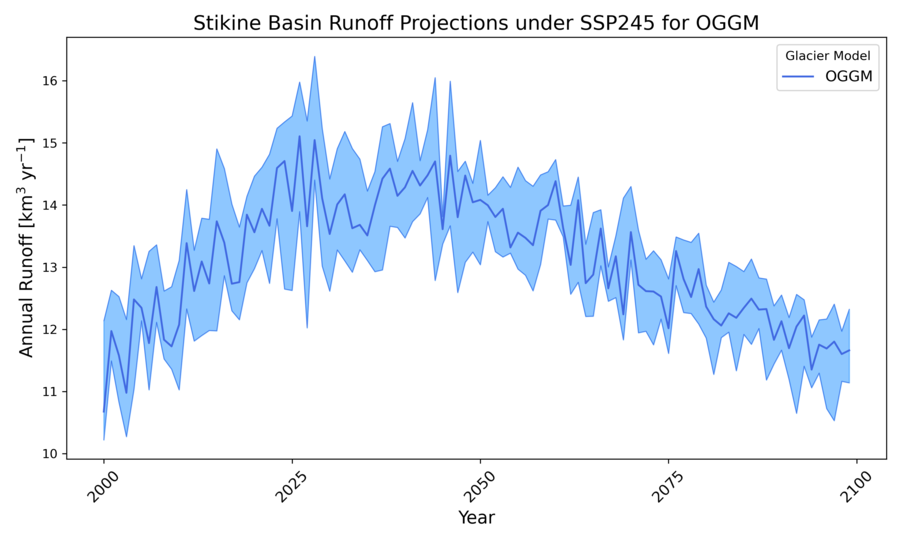 Stikine Basin Runoff Projections under SSP245 for OGGM
Glacier Model
OGGM
Annual Runoff [km³ yr⁻¹]
16
15
14
13
12
11
10
2000
2025
2050
2075
2100
Year